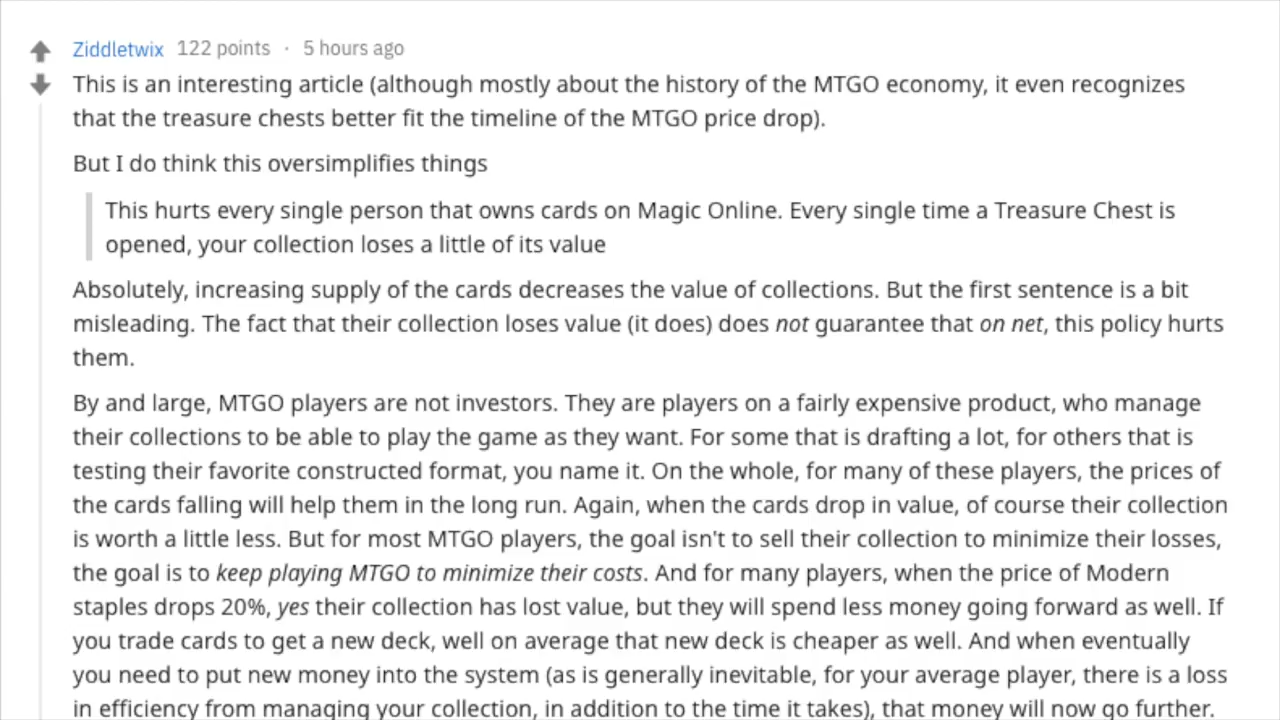 Ziddletwix 122 points · 5 hours ago
This is an interesting article (although mostly about the history of the MTGO economy, it even recognizes
that the treasure chests better fit the timeline of the MTGO price drop).
But I do think this oversimplifies things
This hurts every single person that owns cards on Magic Online. Every single time a Treasure Chest is
opened, your collection loses a little of its value
Absolutely, increasing supply of the cards decreases the value of collections. But the first sentence is a bit
misleading. The fact that their collection loses value (it does) does not guarantee that on net, this policy hurts
them.
By and large, MTGO players are not investors. They are players on a fairly expensive product, who manage
their collections to be able to play the game as they want. For some that is drafting a lot, for others that is
testing their favorite constructed format, you name it. On the whole, for many of these players, the prices of
the cards falling will help them in the long run. Again, when the cards drop in value, of course their collection
is worth a little less. But for most MTGO players, the goal isn't to sell their collection to minimize their losses,
the goal is to keep playing MTGO to minimize their costs. And for many players, when the price of Modern
staples drops 20%, yes their collection has lost value, but they will spend less money going forward as well. If
you trade cards to get a new deck, well on average that new deck is cheaper as well. And when eventually
you need to put new money into the system (as is generally inevitable, for your average player, there is a loss
in efficiency from managing your collection, in addition to the time it takes), that money will now go further.